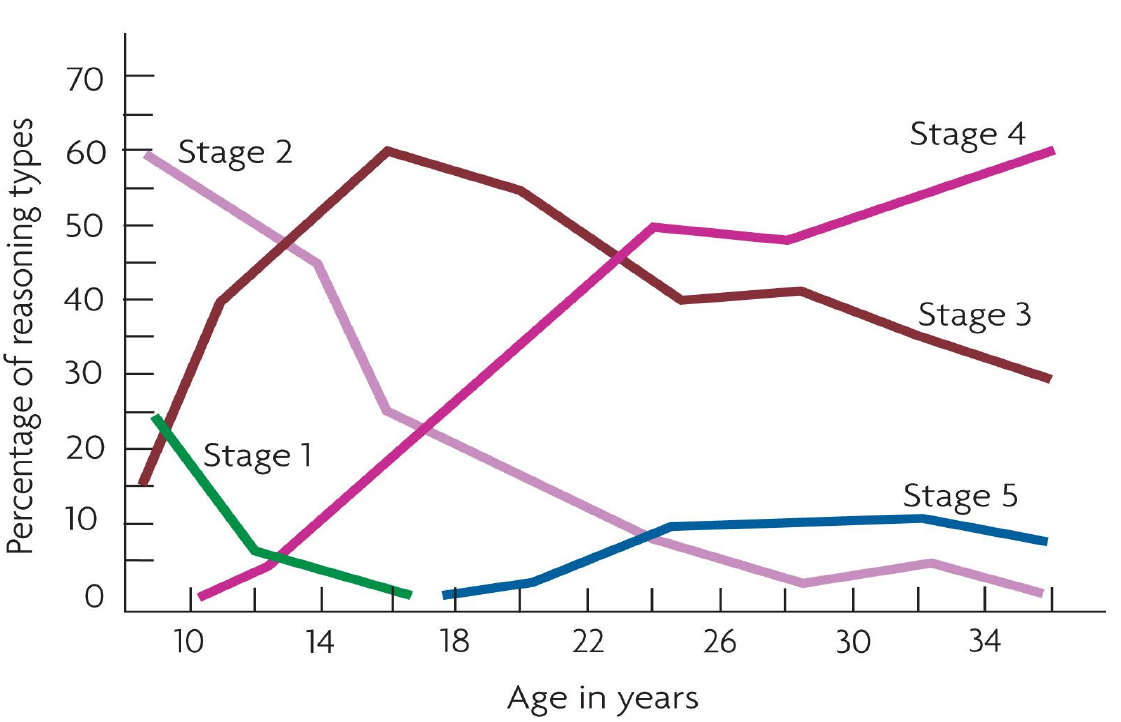 70
60
50
40
30
20
10
0
Percentage of reasoning types
Stage 2
Stage 4
Stage 3
Stage 1
Stage 5
10 14 18 22 26 30 34
Age in years